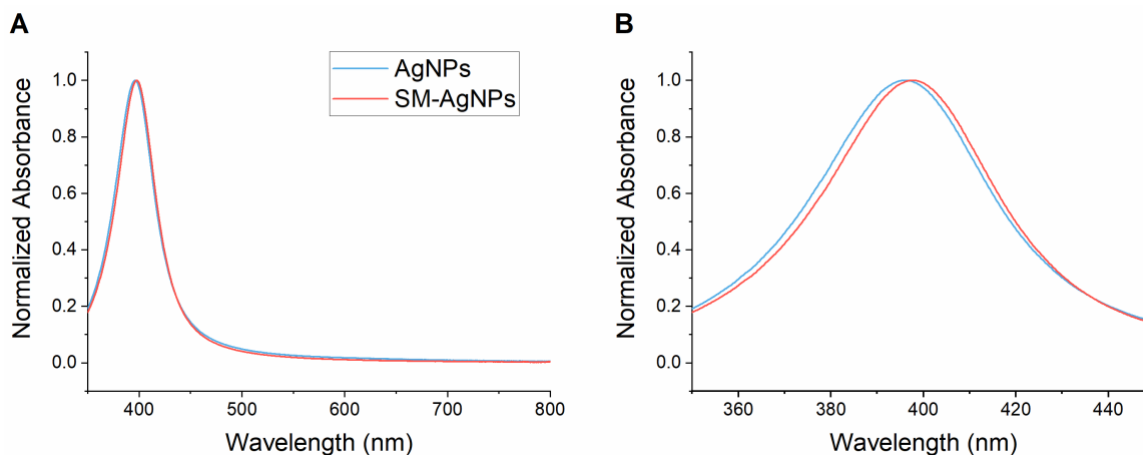 A
AgNPs
SM-AgNPs
Normalized Absorbance
1.0
0.8
0.6
0.4
0.2
0.0
400 500 600 700 800
Wavelength (nm)
B
Normalized Absorbance
1.0
0.8
0.6
0.4
0.2
0.0
360 380 400 420 440
Wavelength (nm)